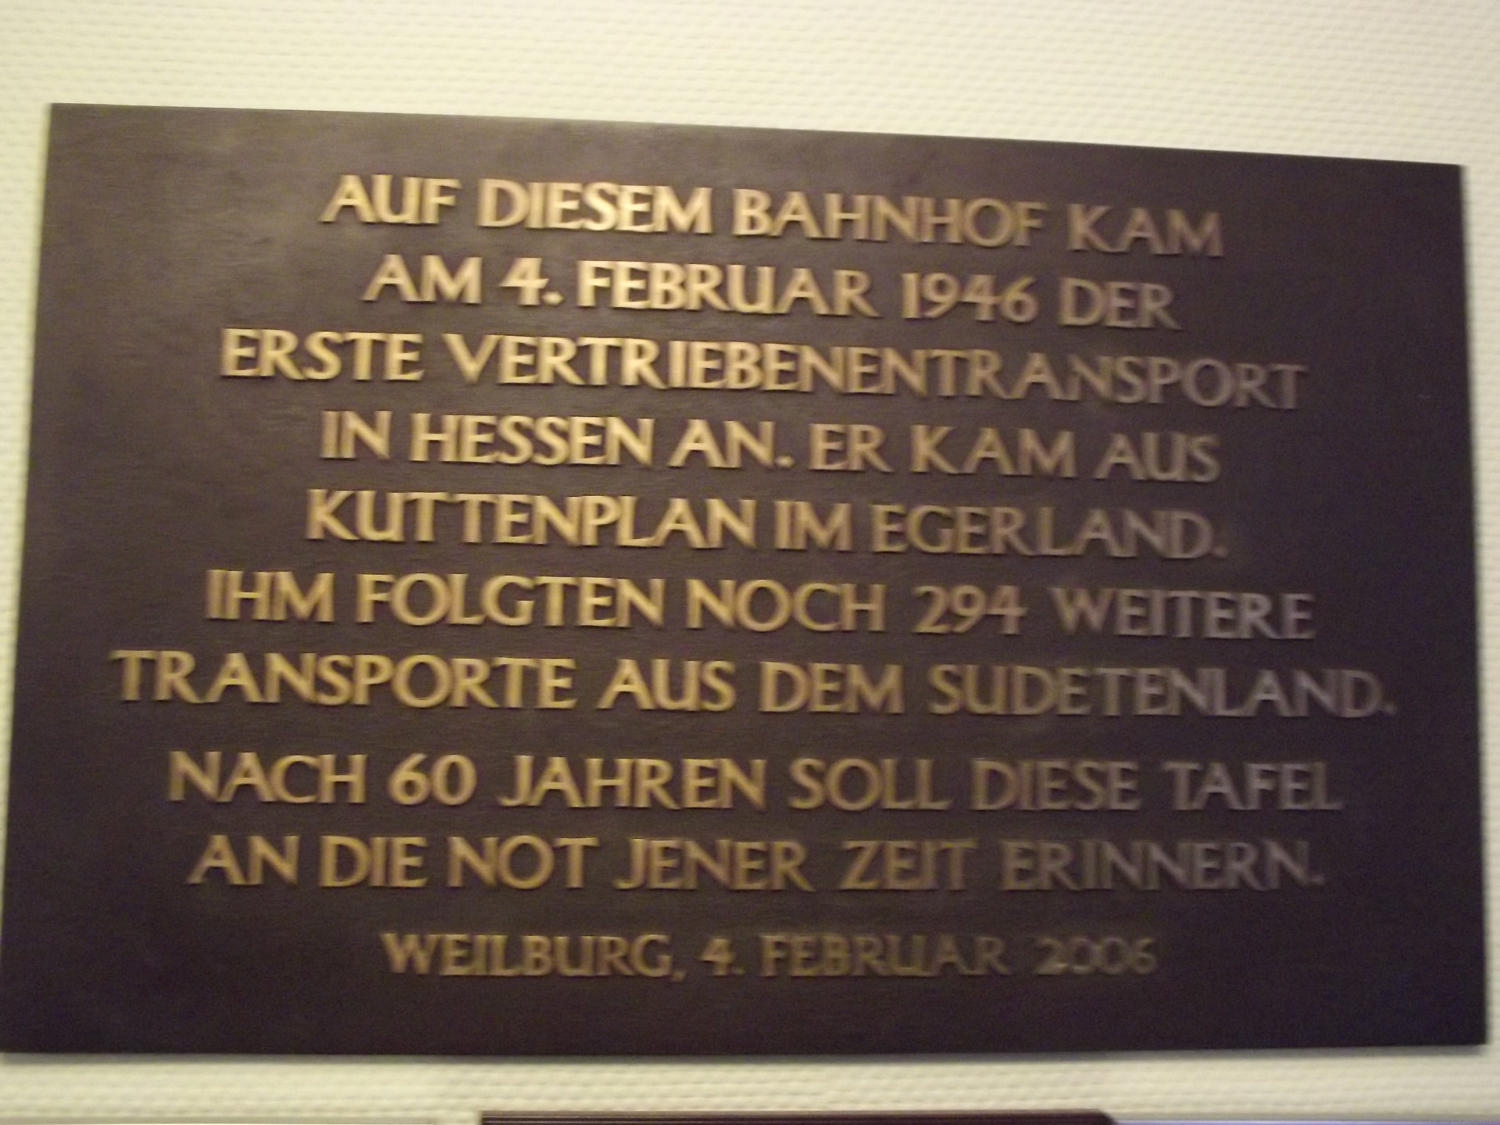 AUF DIESEM BAHNHOF KAM
AM 4. FEBRUAR 1946 DER
ERSTE VERTRIEBENENTRANSPORT
IN HESSEN AN. ER KAM AUS
KUTTENPLAN IM EGERLAND.
IHM FOLGTEN NOCH 294 WEITERE
TRANSPORTE AUS DEM SUDETENLAND.
NACH 60 JAHREN SOLL DIESE TAFEL
AN DIE NOT JENER ZEIT ERINNERN.
WEILBURG, 4. FEBRUAR 2006